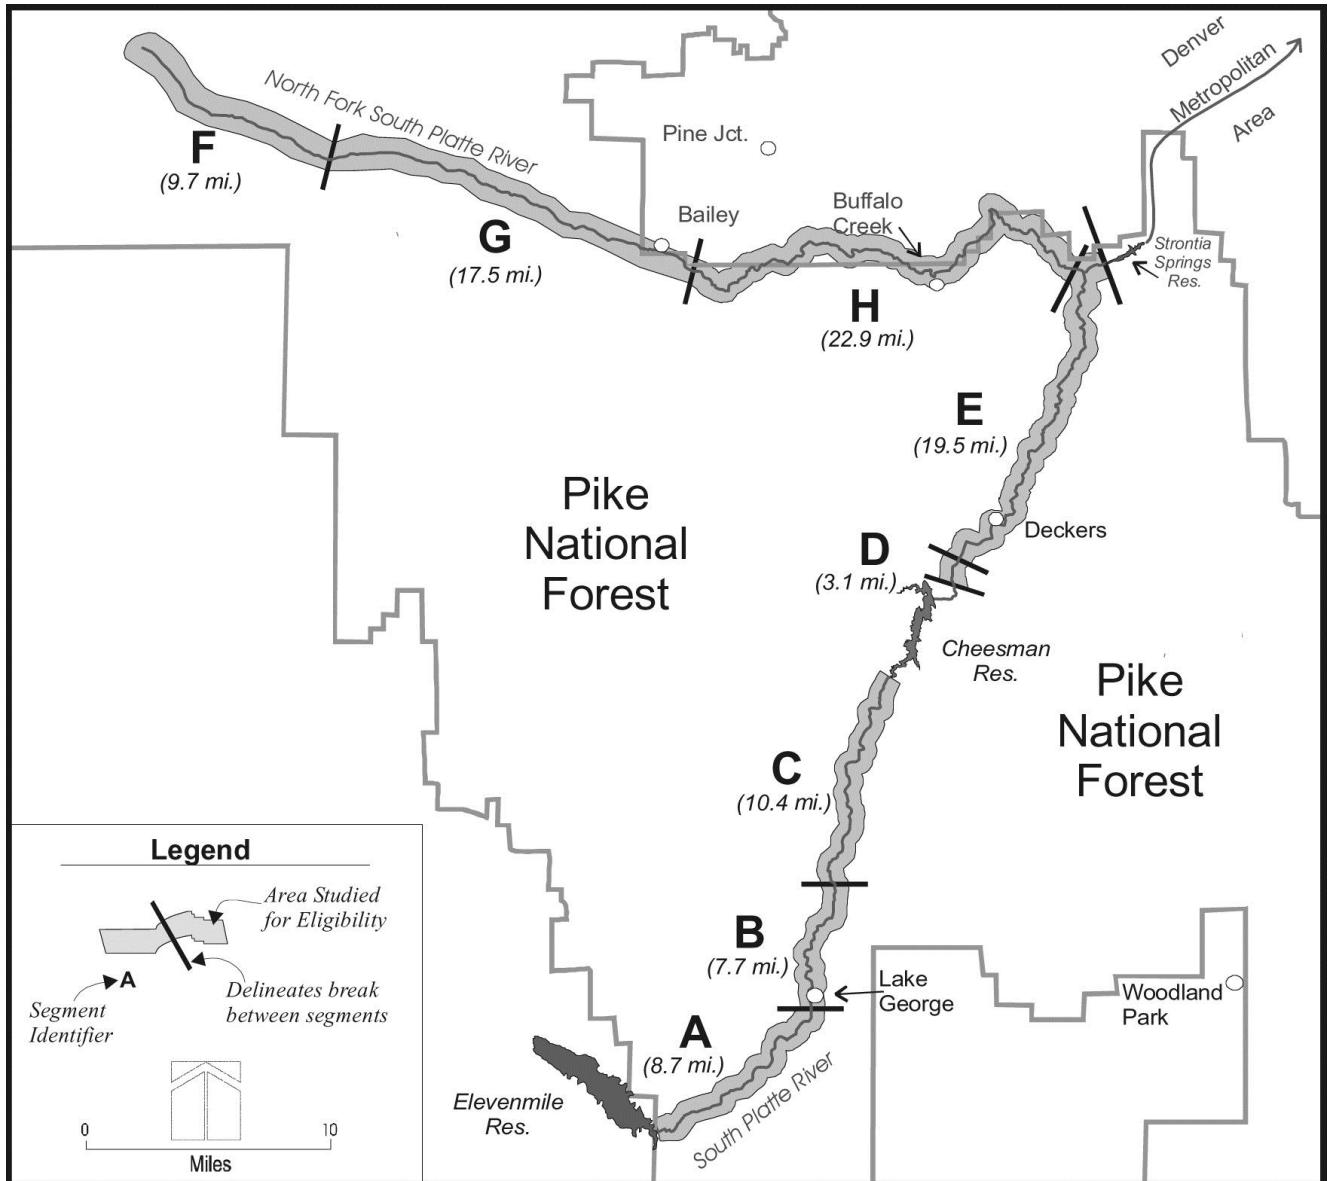 Denver
Metropolitan
Area
North Fork South Platte River
F
(9.7 mi.)
Pine Jct.
Bailey
Buffalo
Creek
G
(17.5 mi.)
Strontia
Springs
Res.
H
(22.9 mi.)
E
(19.5 mi.)
Pike
National
Forest
Deckers
D
(3.1 mi.)
Cheesman
Res.
Pike
National
Forest
C
(10.4 mi.)
B
(7.7 mi.)
Lake
George
Woodland
Park
A
(8.7 mi.)
Elevenmile
Res.
South Platte River
Legend
Area Studied
for Eligibility
A
Segment
Identifier
Delineates break
between segments
0 10
Miles